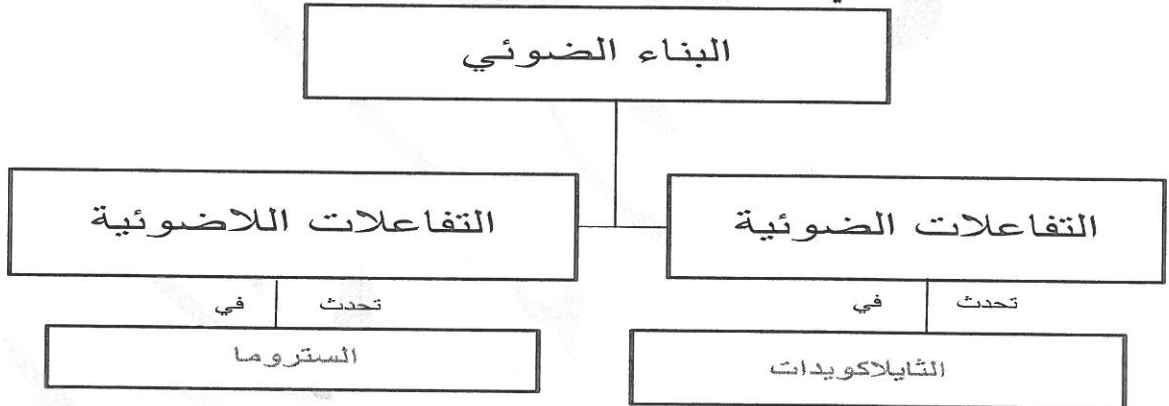 البناء الضوئي
التفاعلات الضوئية
التفاعلات اللاضوئية
تحدث في
تحدث في
الثايلاكويدات
الستروما